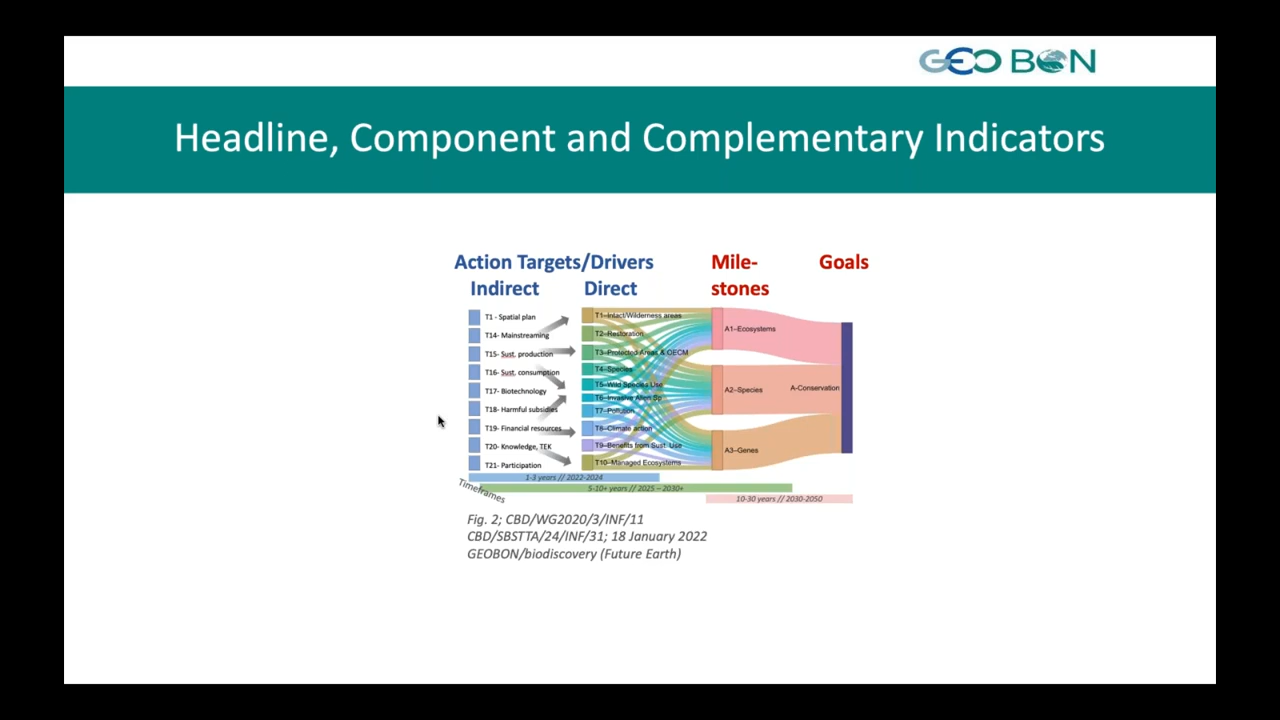 GEO BON
Headline, Component and Complementary Indicators
Action Targets/Drivers
Indirect
Direct
Mile-
stones
Goals
T1 - Spatial plan
T14- Mainstreaming
T15- Sust. production
T16- Sust. consumption
T17- Biotechnology
T18- Harmful subsidies
T19- Financial resources
T20- Knowledge, TEK
T21- Participation
T1–Intact/Wilderness areas
T2–Restoration
T3–Protected Areas & OECM
T4–Species
T5–Wild Species Use
T6–Invasive Alien Sp
T7–Pollution
T8–Climate action
T9–Benefits from Sust. Use
T10–Managed Ecosystems
A1–Ecosystems
A2–Species
A3–Genes
A-Conservation
Timeframes
1-3 years // 2022-2024
5-10+ years // 2025 – 2030+
10-30 years // 2030-2050
Fig. 2; CBD/WG2020/3/INF/11
CBD/SBSTTA/24/INF/31; 18 January 2022
GEOBON/biodiscovery (Future Earth)